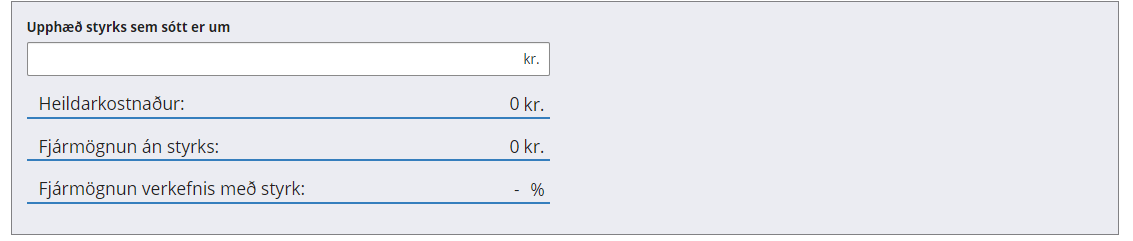 Upphæð styrks sem sótt er um
kr.
Heildarkostnaður: 0 kr.
Fjármögnun án styrks: 0 kr.
Fjármögnun verkefnis með styrk: - %